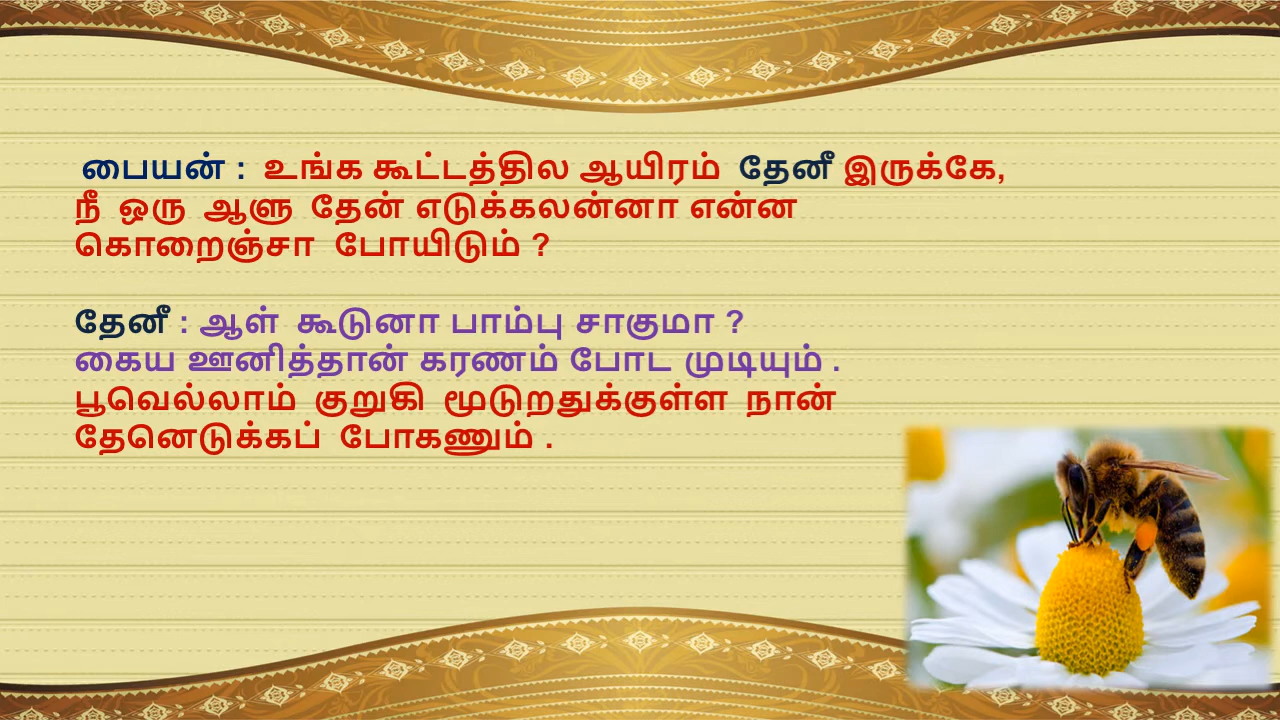 பையன் : உங்க கூட்டத்தில ஆயிரம் தேனீ இருக்கே,
நீ ஒரு ஆளு தேன் எடுக்கலன்னா என்ன
கொறைஞ்சா போயிடும் ?
தேனீ : ஆள் கூடுனா பாம்பு சாகுமா ?
கைய ஊனித்தான் கரணம் போட முடியும் .
பூவெல்லாம் குறுகி மூடுறதுக்குள்ள நான்
தேனெடுக்கப் போகணும் .